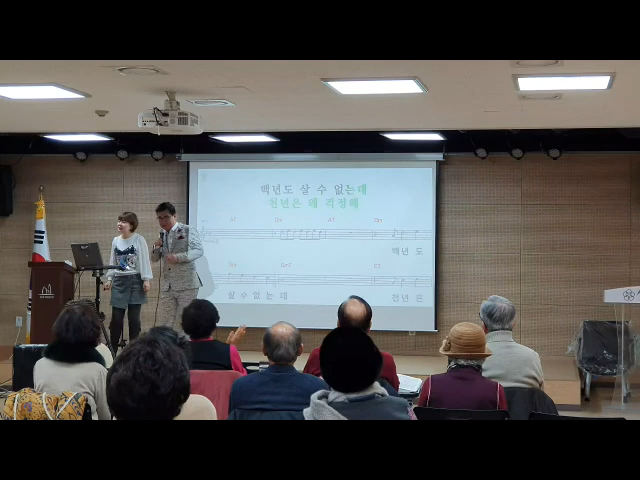 백년도 살 수 없는데
천년은 왜 걱정해
백년 도
살 수 없 는 데
천년 은